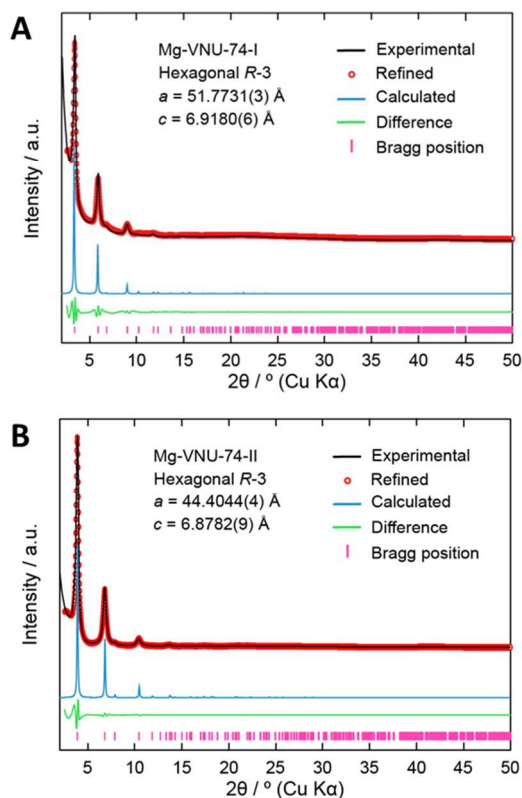 A
Mg-VNU-74-I
Hexagonal R-3
a = 51.7731(3) Å
c = 6.9180(6) Å
Experimental
Refined
Calculated
Difference
Bragg position
Intensity / a.u.
5 10 15 20 25 30 35 40 45 50
2θ / º (Cu Kα)
B
Mg-VNU-74-II
Hexagonal R-3
a = 44.4044(4) Å
c = 6.8782(9) Å
Experimental
Refined
Calculated
Difference
Bragg position
Intensity / a.u.
5 10 15 20 25 30 35 40 45 50
2θ / º (Cu Kα)